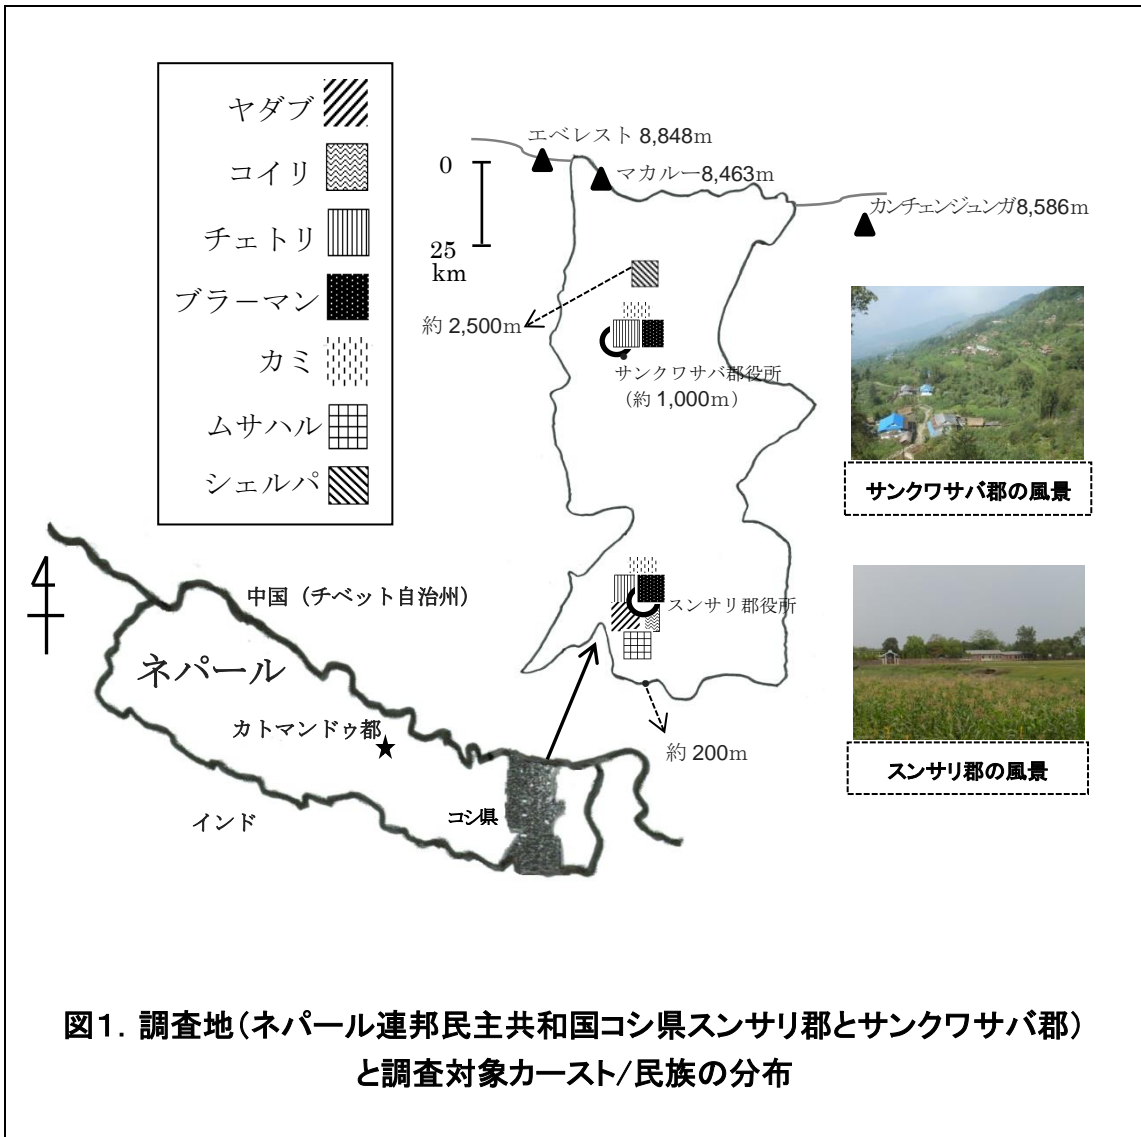 ヤダブ
コイリ
チェトリ
ブラーマン
カミ
ムサハル
シェルパ
エベレスト 8,848m
マカルー8,463m
カンチェンジュンガ8,586m
0
25
km
約 2,500m
サンクワサバ郡役所
（約 1,000m）
サンクワサバ郡の風景
スンサリ郡役所
約 200m
スンサリ郡の風景
4
中国（チベット自治州）
ネパール
カトマンドゥ都
コシ県
インド
図１. 調査地（ネパール連邦民主共和国コシ県スンサリ郡とサンクワサバ郡）
と調査対象カースト/民族の分布